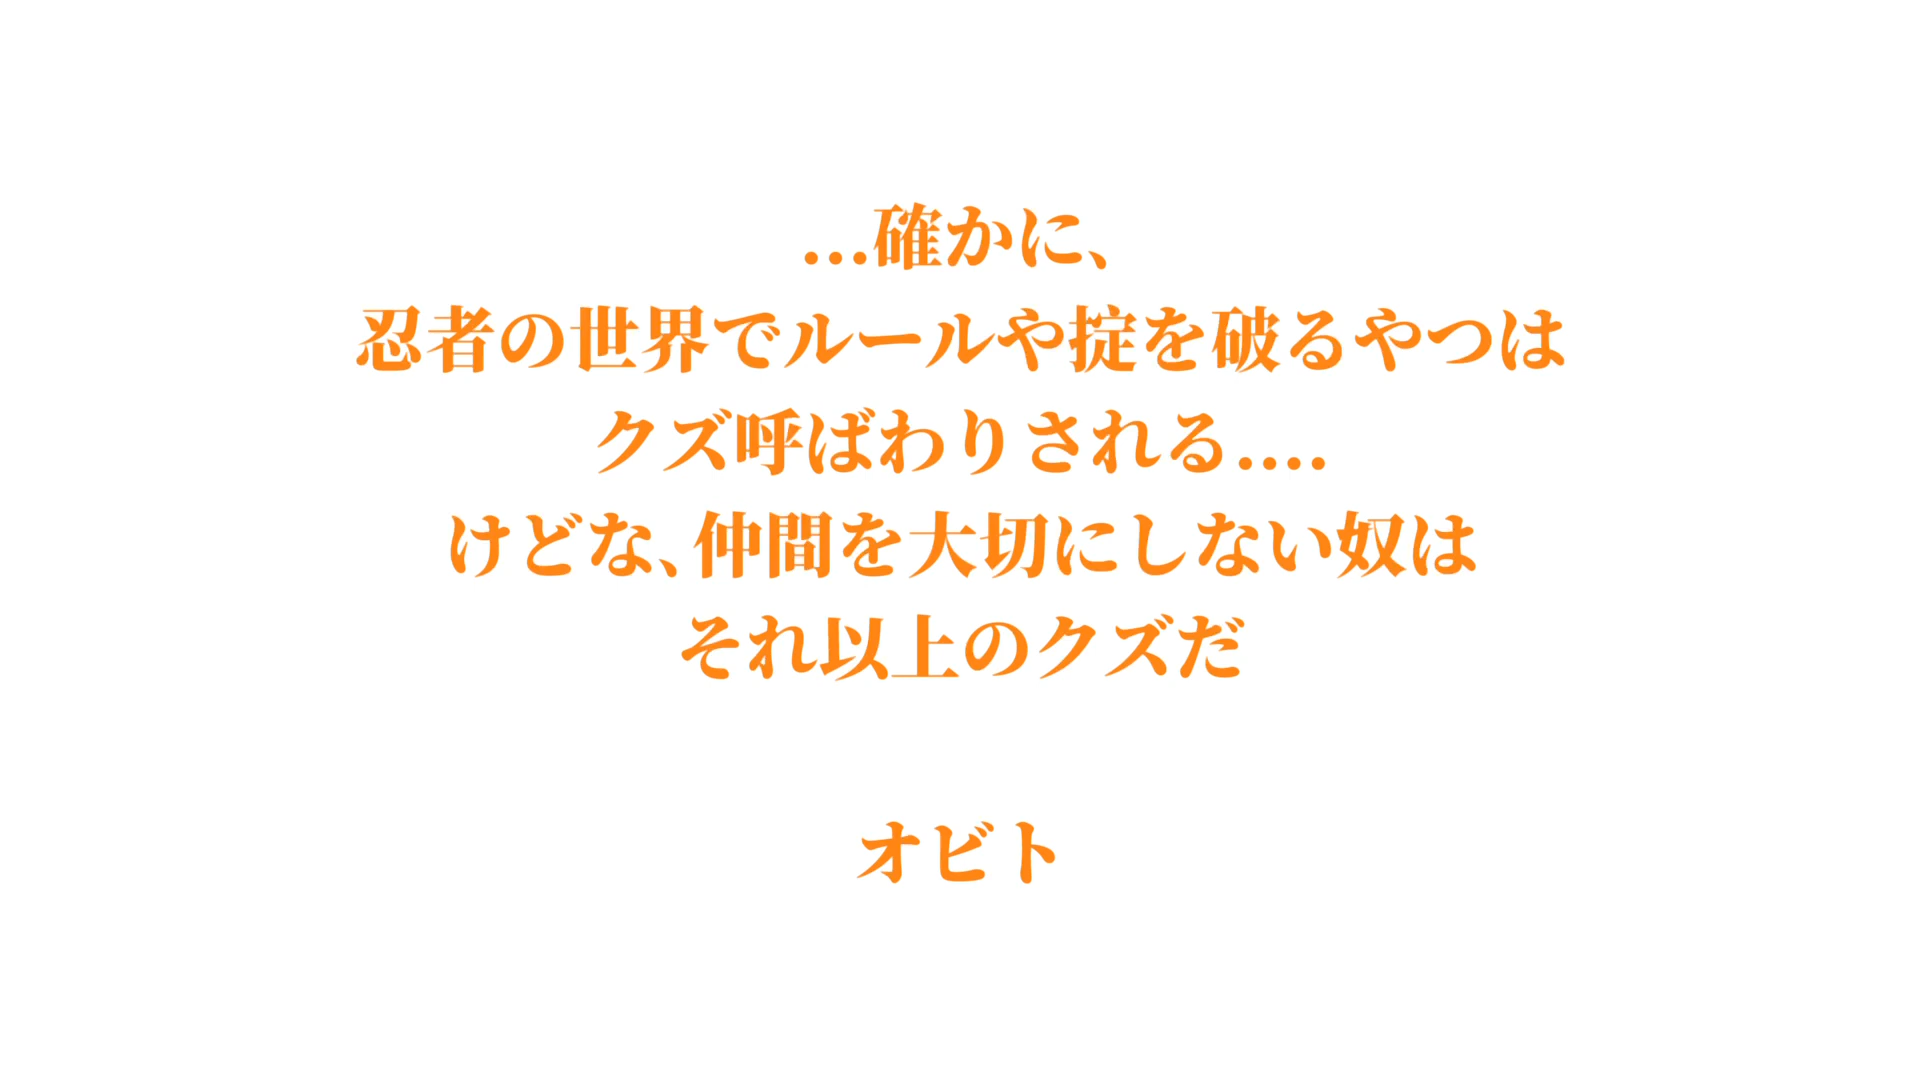 ...確かに、
忍者の世界でルールや掟を破るやつは
クズ呼ばわりされる....
けどな、仲間を大切にしない奴は
それ以上のクズだ
オビト